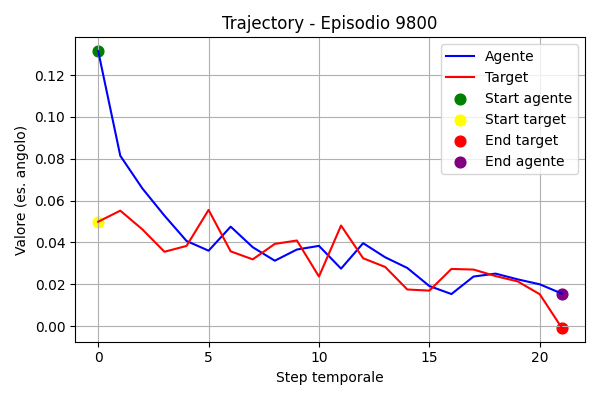 Trajectory - Episodio 9800
Valore (es. angolo)
0.12
0.10
0.08
0.06
0.04
0.02
0.00
0
5
10
15
20
Step temporale
Agente
Target
Start agente
Start target
End target
End agente